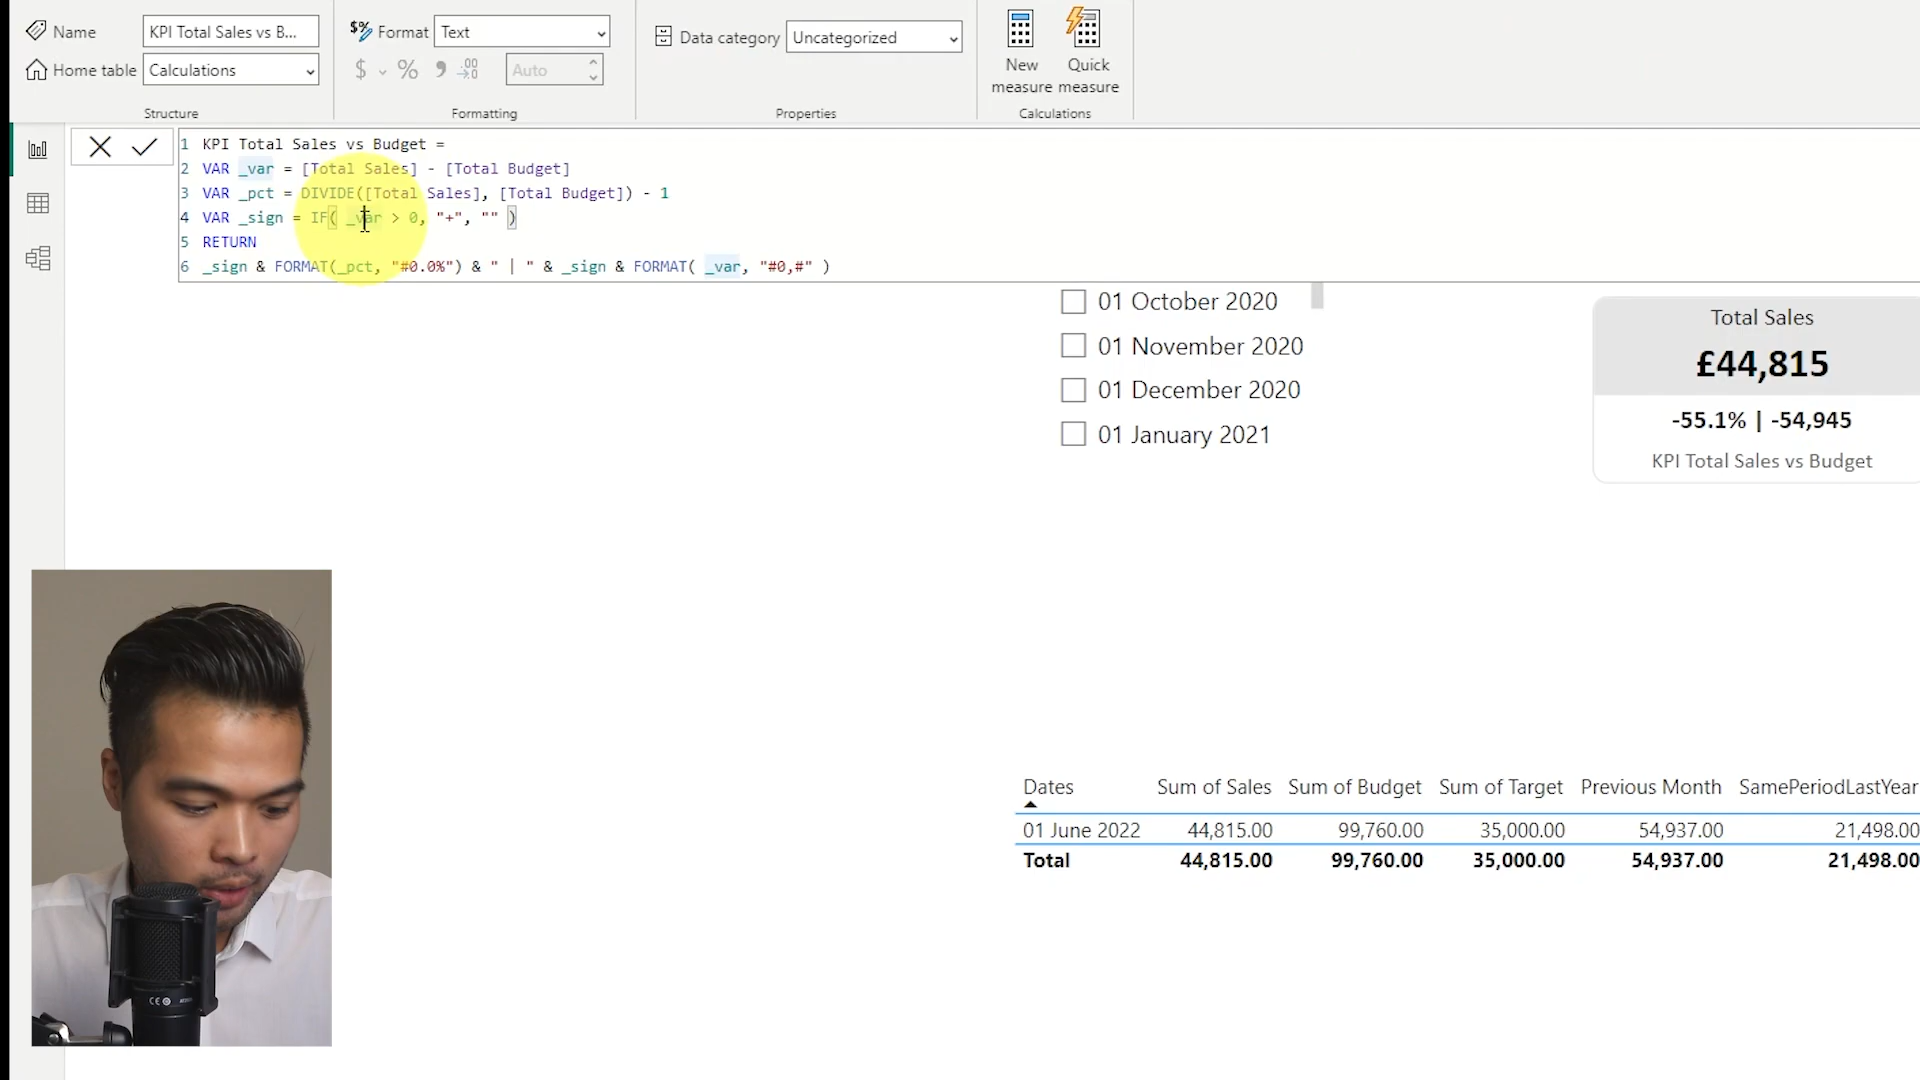 Name
KPI Total Sales vs B...
Format
Text
Data category
Uncategorized
New measure
Quick measure
Home table
Calculations
$ % 9 .00 →.0
Auto
Structure
Formatting
Properties
Calculations
1 KPI Total Sales vs Budget =
2 VAR _var = [Total Sales] - [Total Budget]
3 VAR _pct = DIVIDE([Total Sales], [Total Budget]) - 1
4 VAR _sign = IF( _var > 0, "+", "" )
5 RETURN
6 _sign & FORMAT(_pct, "#0.0%") & " | " & _sign & FORMAT( _var, "#0,#" )
01 October 2020
01 November 2020
01 December 2020
01 January 2021
Total Sales
£44,815
-55.1% | -54,945
KPI Total Sales vs Budget
Dates Sum of Sales Sum of Budget Sum of Target Previous Month SamePeriodLastYear
01 June 2022 44,815.00 99,760.00 35,000.00 54,937.00 21,498.00
Total 44,815.00 99,760.00 35,000.00 54,937.00 21,498.00